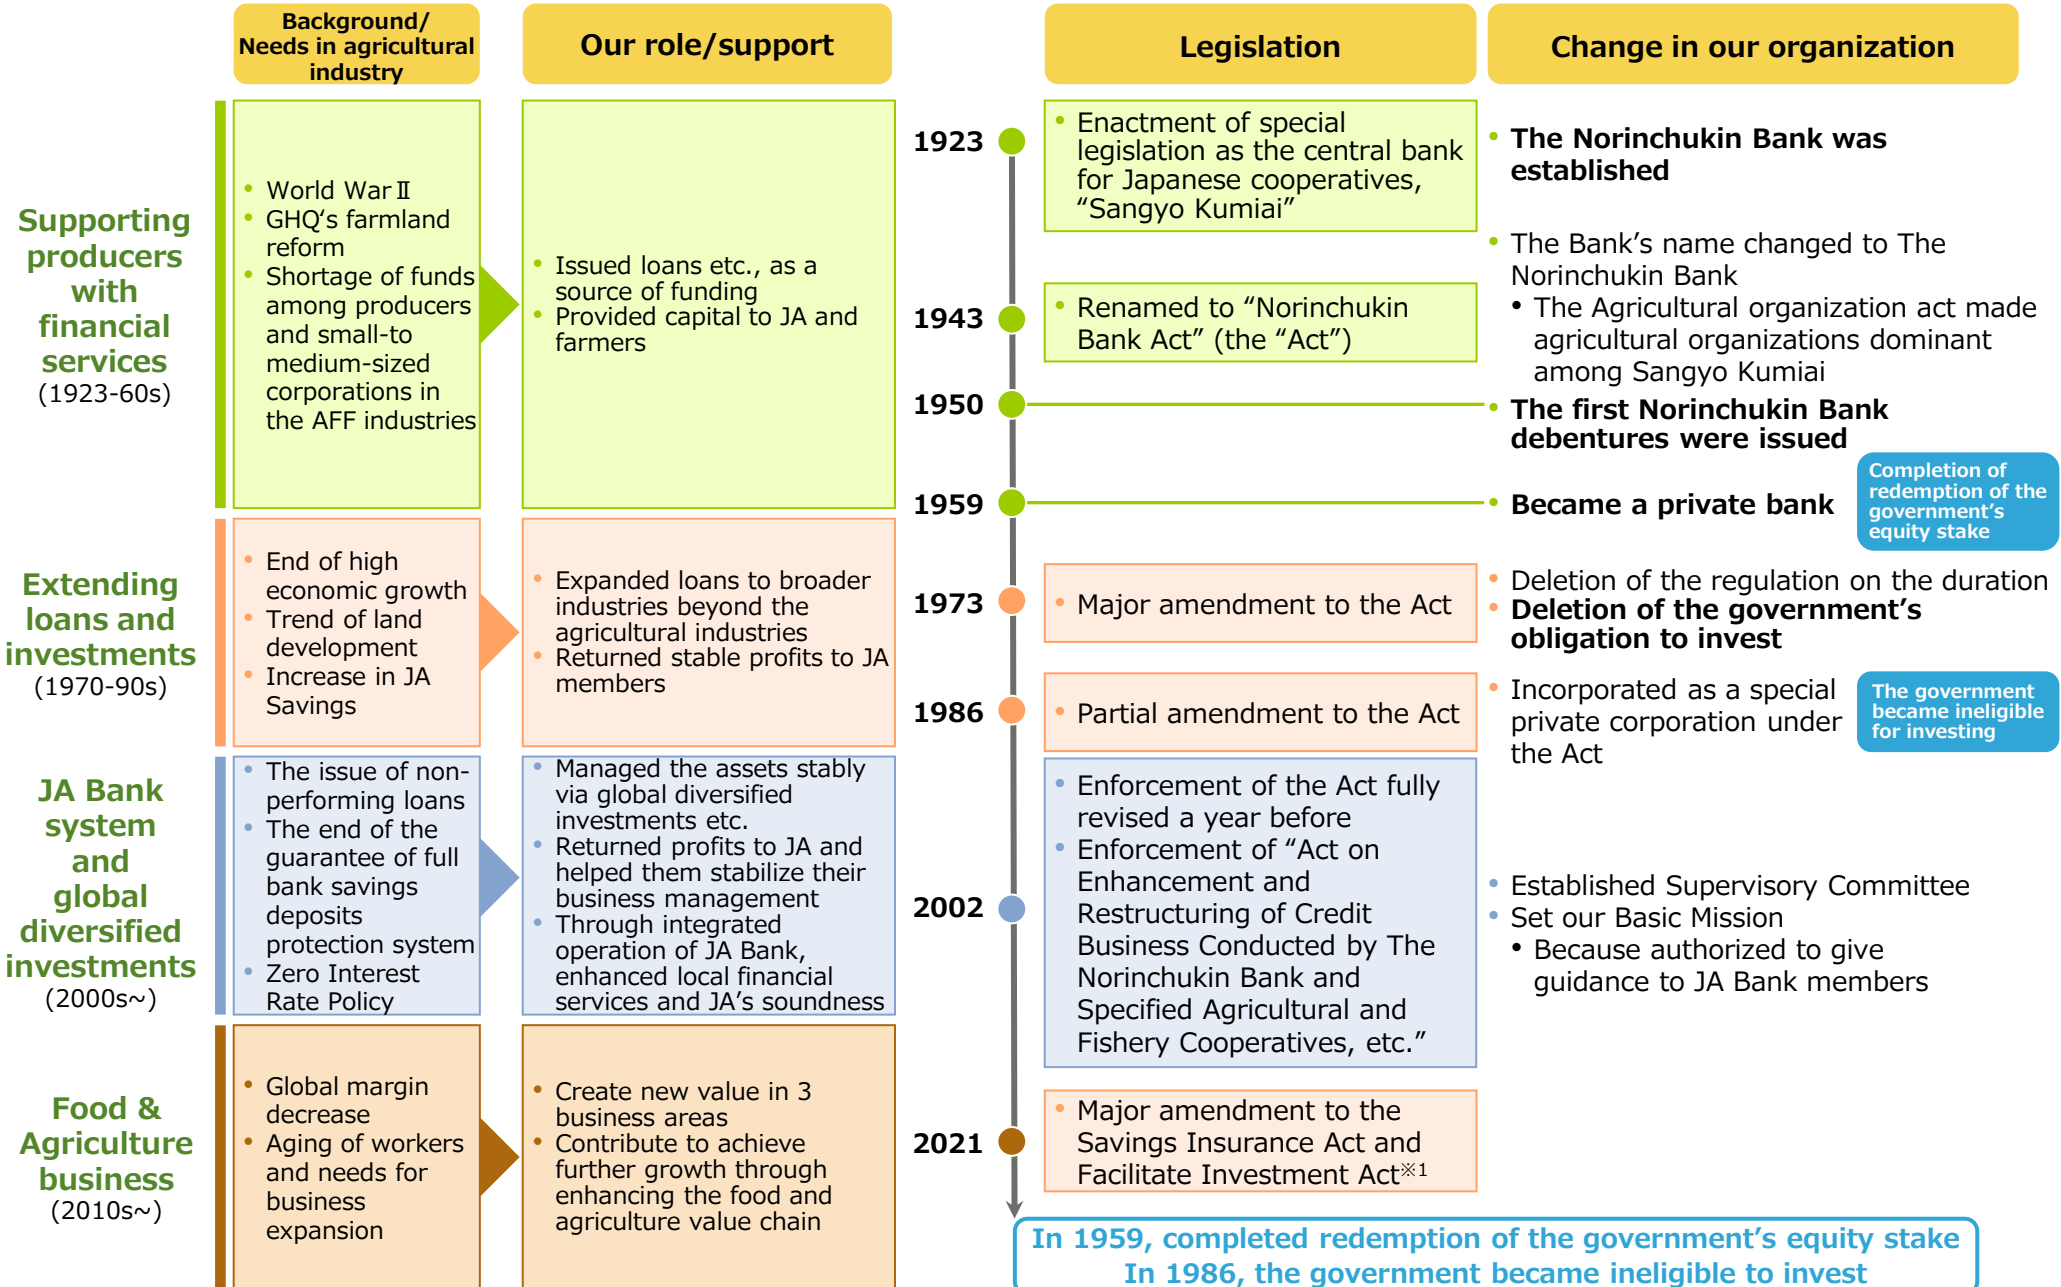 Background/
Needs in agricultural
industry
Our role/support
Legislation
Change in our organization
Supporting
producers
with
financial
services
(1923-60s)
• World War Ⅱ
• GHQ‘s farmland
reform
• Shortage of funds
among producers
and small-to
medium-sized
corporations in
the AFF industries
• Issued loans etc., as a
source of funding
• Provided capital to JA and
farmers
1923
• Enactment of special
legislation as the central bank
for Japanese cooperatives,
“Sangyo Kumiai”
• The Norinchukin Bank was
established
1943
• Renamed to “Norinchukin
Bank Act” (the “Act”)
• The Bank’s name changed to The
Norinchukin Bank
• The Agricultural organization act made
agricultural organizations dominant
among Sangyo Kumiai
1950
• The first Norinchukin Bank
debentures were issued
1959
• Became a private bank
Completion of
redemption of the
government’s
equity stake
Extending
loans and
investments
(1970-90s)
• End of high
economic growth
• Trend of land
development
• Increase in JA
Savings
• Expanded loans to broader
industries beyond the
agricultural industries
• Returned stable profits to JA
members
1973
• Major amendment to the Act
• Deletion of the regulation on the duration
• Deletion of the government’s
obligation to invest
1986
• Partial amendment to the Act
• Incorporated as a special
private corporation under
the Act
The government
became ineligible
for investing
JA Bank
system
and
global
diversified
investments
(2000s~)
• The issue of non-
performing loans
• The end of the
guarantee of full
bank savings
deposits
protection system
• Zero Interest
Rate Policy
• Managed the assets stably
via global diversified
investments etc.
• Returned profits to JA and
helped them stabilize their
business management
• Through integrated
operation of JA Bank,
enhanced local financial
services and JA’s soundness
2002
• Enforcement of the Act fully
revised a year before
• Enforcement of “Act on
Enhancement and
Restructuring of Credit
Business Conducted by The
Norinchukin Bank and
Specified Agricultural and
Fishery Cooperatives, etc.”
• Established Supervisory Committee
• Set our Basic Mission
• Because authorized to give
guidance to JA Bank members
Food &
Agriculture
business
(2010s~)
• Global margin
decrease
• Aging of workers
and needs for
business
expansion
• Create new value in 3
business areas
• Contribute to achieve
further growth through
enhancing the food and
agriculture value chain
2021
• Major amendment to the
Savings Insurance Act and
Facilitate Investment Act※1
In 1959, completed redemption of the government’s equity stake
In 1986, the government became ineligible to invest